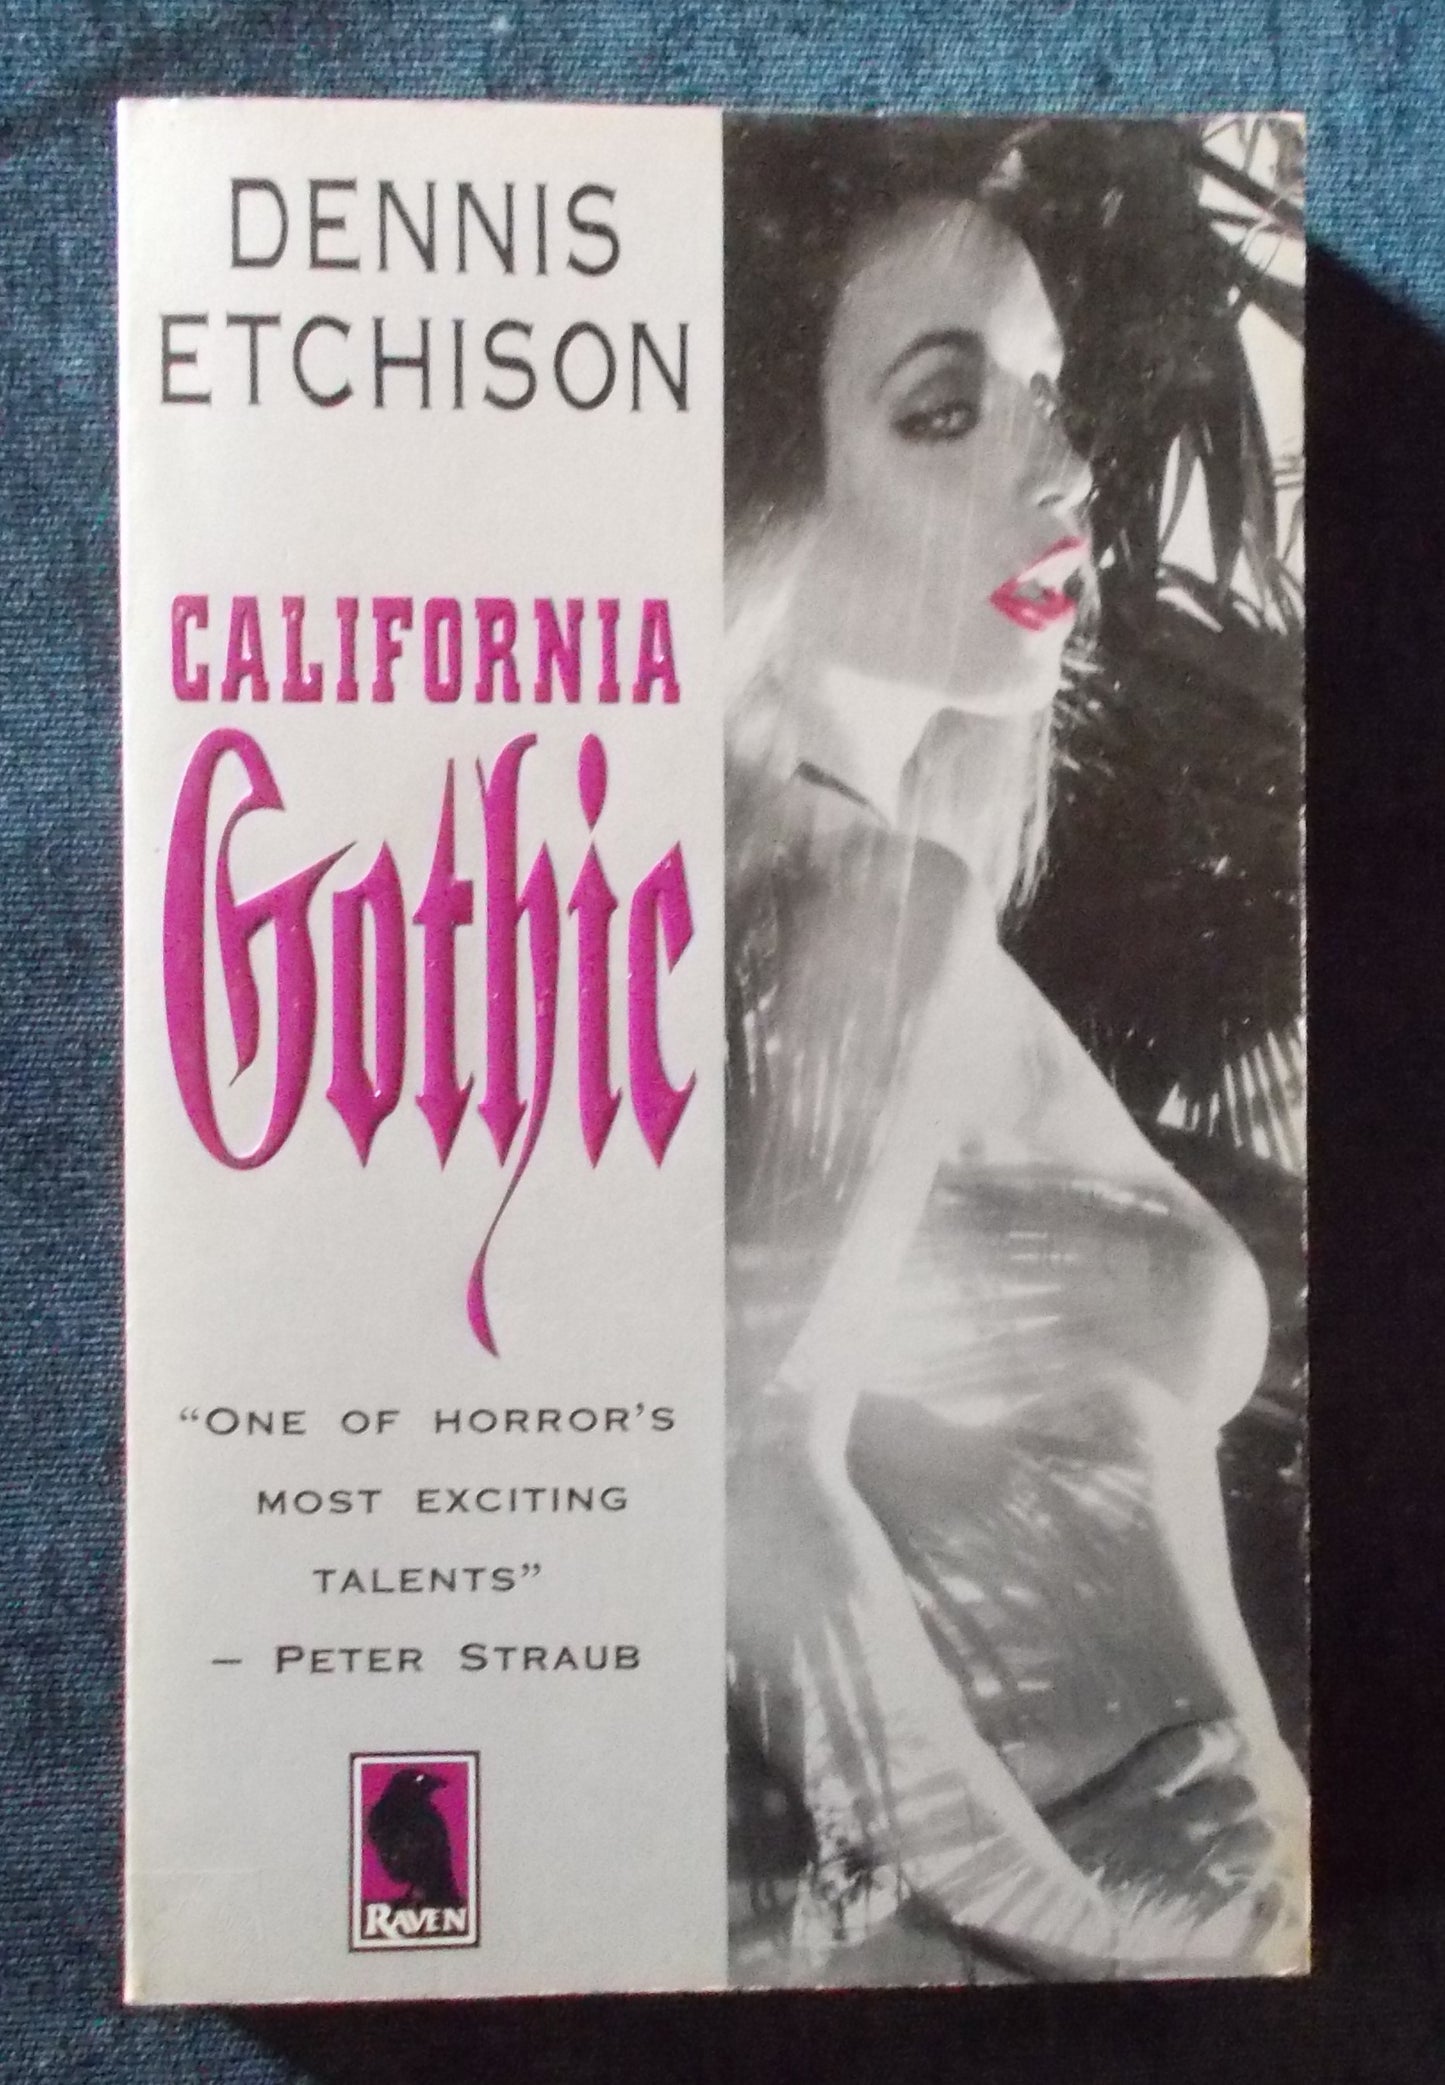 DENNIS
ETCHISON
CALIFORNIA
Gothic
“ONE OF HORROR’S
MOST EXCITING
TALENTS”
– PETER STRAUB
RAVEN